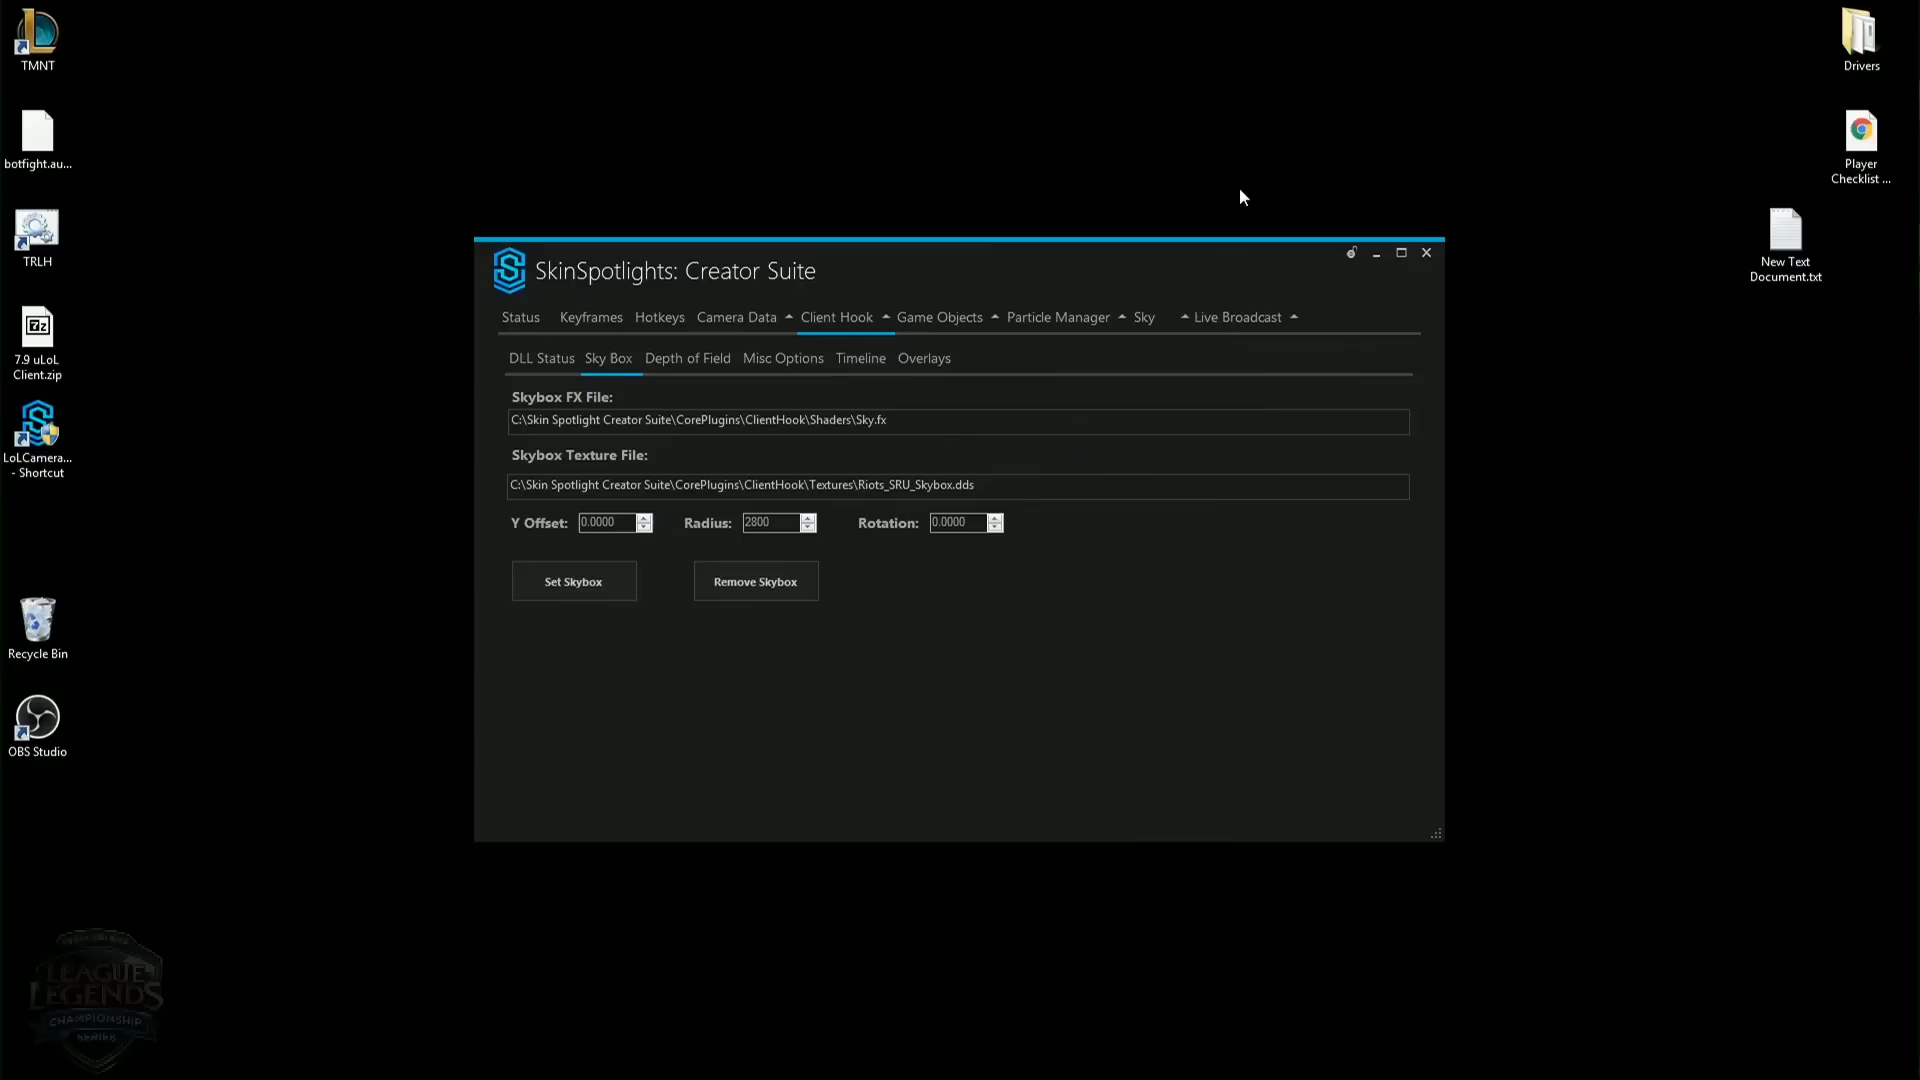 TMNT
botfight.au...
TRLH
7.9 uLoL
Client.zip
LoLCamera...
- Shortcut
Recycle Bin
OBS Studio
Drivers
Player
Checklist ...
New Text
Document.txt
SkinSpotlights: Creator Suite
Status Keyframes Hotkeys Camera Data Client Hook Game Objects Particle Manager Sky Live Broadcast
DLL Status Sky Box Depth of Field Misc Options Timeline Overlays
Skybox FX File:
C:\Skin Spotlight Creator Suite\CorePlugins\ClientHook\Shaders\Sky.fx
Skybox Texture File:
C:\Skin Spotlight Creator Suite\CorePlugins\ClientHook\Textures\Riots_SRU_Skybox.dds
Y Offset: 0.0000 Radius: 2800 Rotation: 0.0000
Set Skybox Remove Skybox
LEAGUE
LEGENDS
CHAMPIONSHIP
SERIES